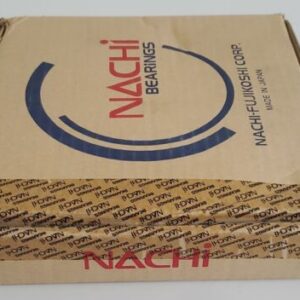 NACHi
BEARINGS
NACHI-FUJIKOSHI CORP.
MADE IN JAPAN
NACHi